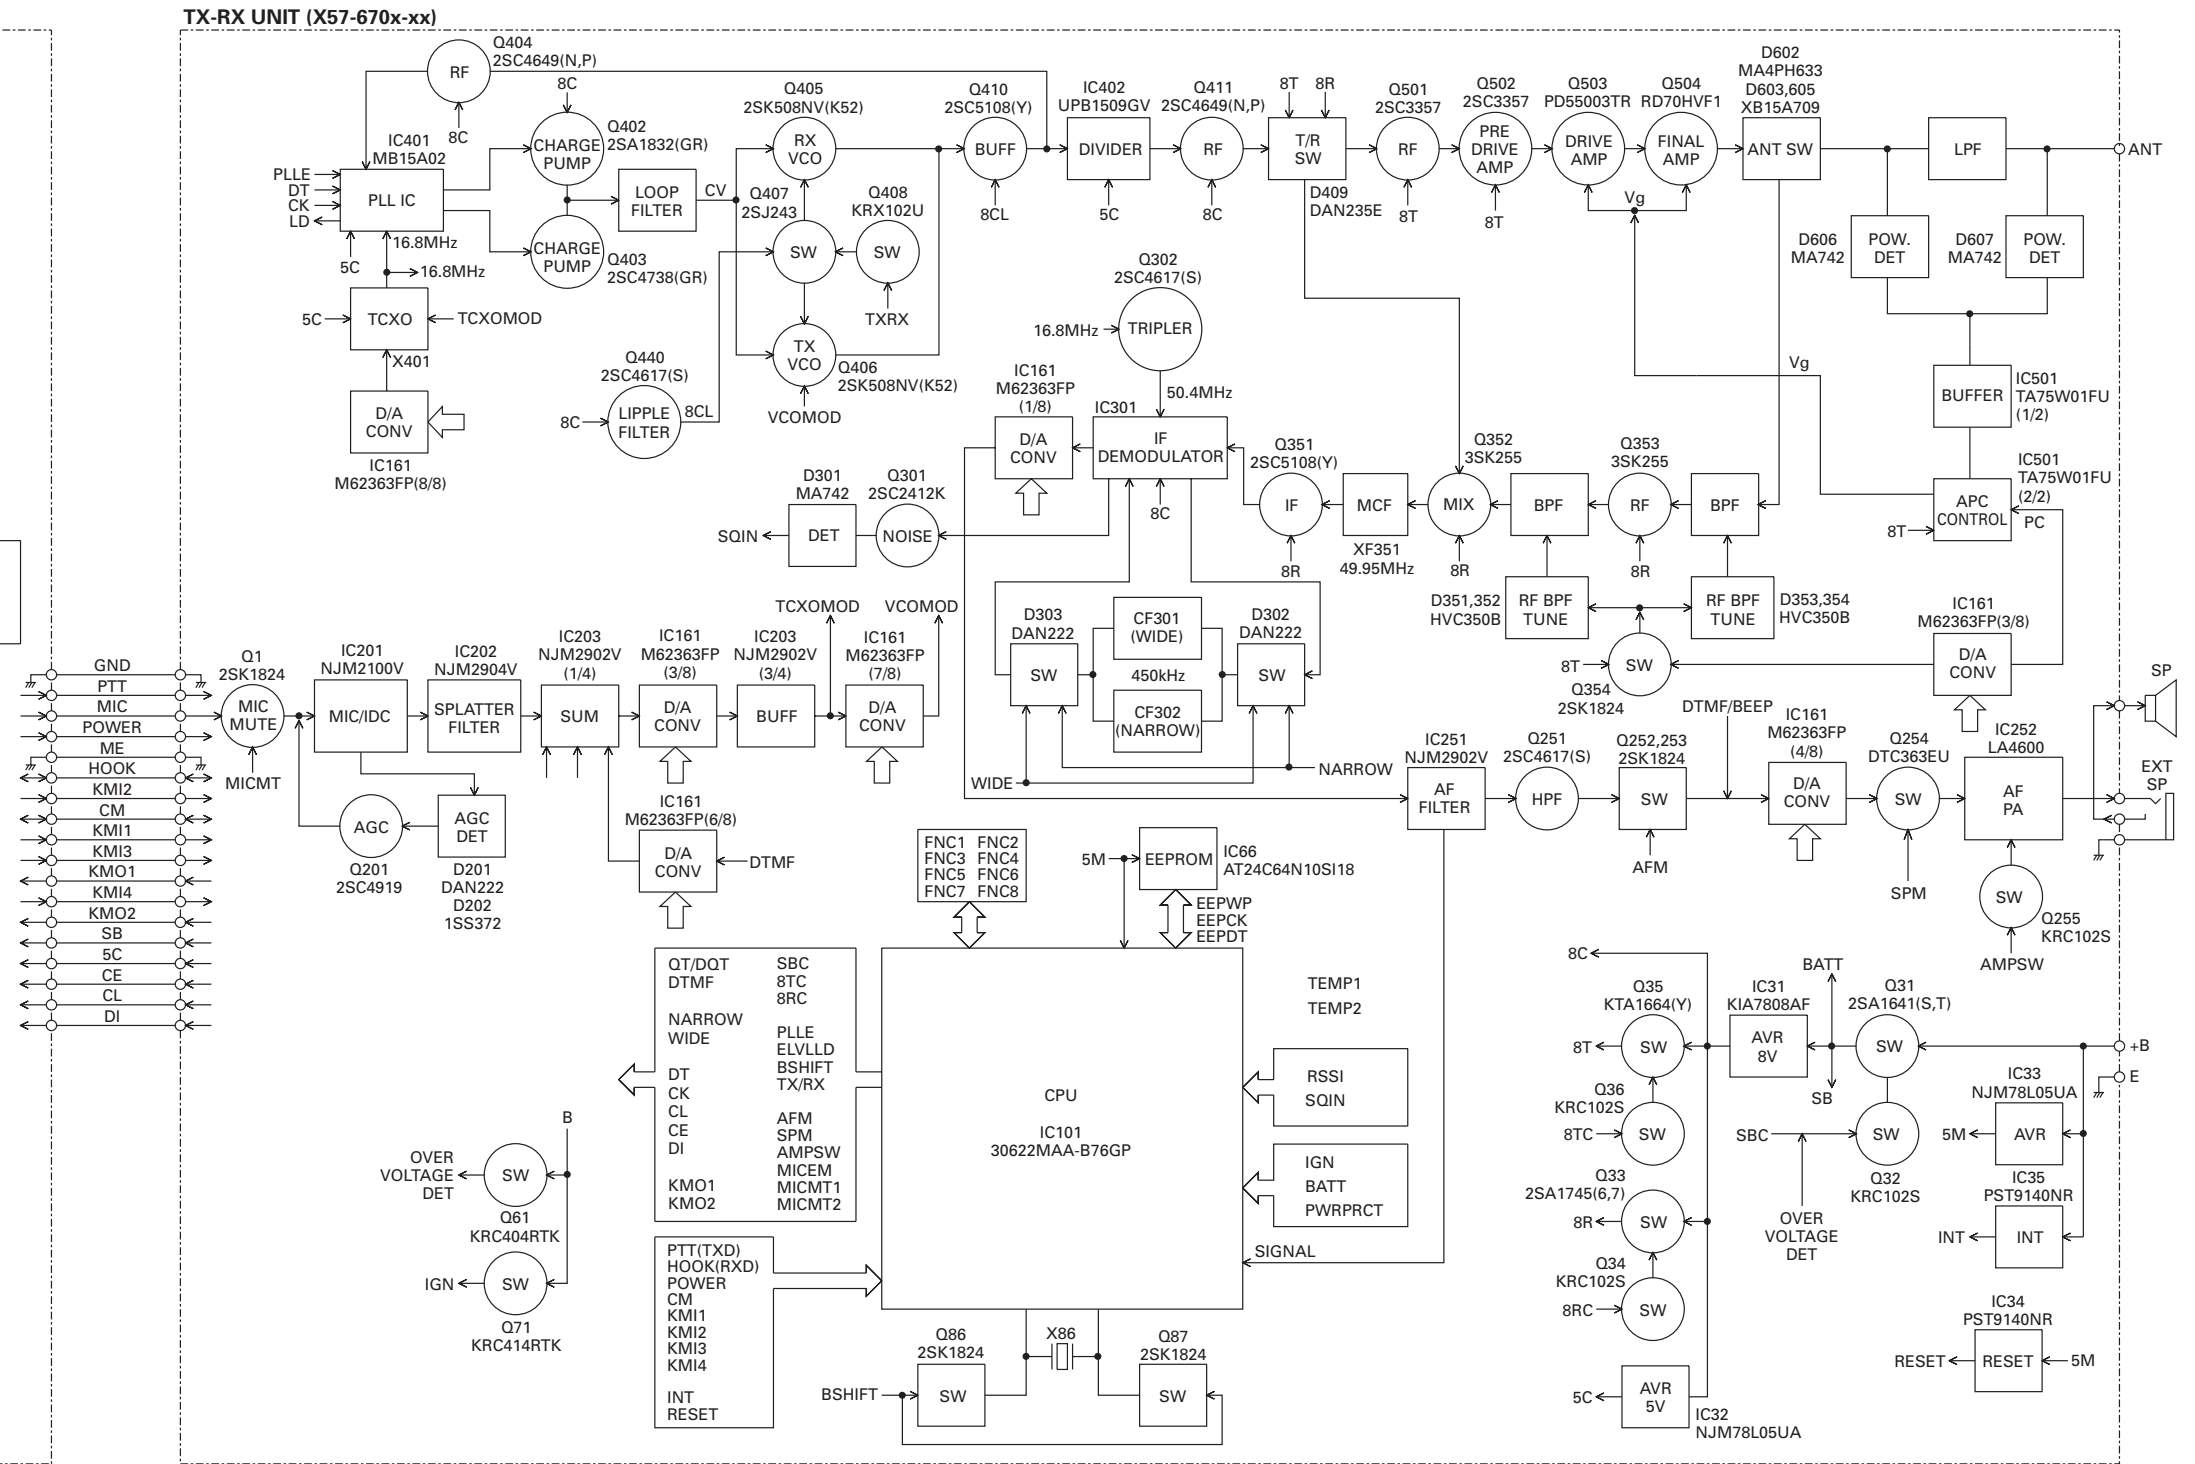 TX-RX UNIT (X57-670x-xx)
Q404
2SC4649(N,P)
RF
8C
IC401
MB15A02
PLLE
DT
CK
LD
PLL IC
5C
16.8MHz
16.8MHz
5C
TCXO
TCXOMOD
X401
D/A
CONV
IC161
M62363FP(8/8)
8C
CHARGE
PUMP
Q402
2SA1832(GR)
CHARGE
PUMP
Q403
2SC4738(GR)
LOOP
FILTER
CV
Q405
2SK508NV(K52)
RX
VCO
Q407
2SJ243
SW
Q408
KRX102U
SW
TXRX
TX
VCO
Q406
2SK508NV(K52)
VCOMOD
Q440
2SC4617(S)
8C
LIPPLE
FILTER
8CL
Q410
2SC5108(Y)
BUFF
8CL
IC402
UPB1509GV
DIVIDER
5C
Q411
2SC4649(N,P)
RF
8C
8T
8R
T/R
SW
D409
DAN235E
Q501
2SC3357
RF
8T
Q502
2SC3357
PRE
DRIVE
AMP
8T
Q503
PD55003TR
DRIVE
AMP
Q504
RD70HVF1
FINAL
AMP
Vg
D602
MA4PH633
D603,605
XB15A709
ANT SW
LPF
ANT
D606
MA742
POW.
DET
D607
MA742
POW.
DET
Vg
BUFFER
IC501
TA75W01FU
(1/2)
IC501
TA75W01FU
(2/2)
APC
CONTROL
PC
8T
Q302
2SC4617(S)
16.8MHz
TRIPLER
50.4MHz
IC161
M62363FP
(1/8)
D/A
CONV
IC301
IF
DEMODULATOR
8C
Q351
2SC5108(Y)
IF
8R
MCF
XF351
49.95MHz
Q352
3SK255
MIX
8R
BPF
Q353
3SK255
RF
8R
BPF
D351,352
HVC350B
RF BPF
TUNE
RF BPF
TUNE
D353,354
HVC350B
8T
SW
Q354
2SK1824
IC161
M62363FP(3/8)
D/A
CONV
D301
MA742
SQIN
DET
Q301
2SC2412K
NOISE
D303
DAN222
SW
CF301
(WIDE)
450kHz
CF302
(NARROW)
D302
DAN222
SW
WIDE
NARROW
GND
PTT
MIC
POWER
ME
HOOK
KMI2
CM
KMI1
KMI3
KMO1
KMI4
KMO2
SB
5C
CE
CL
DI
Q1
2SK1824
MIC
MUTE
MICMT
IC201
NJM2100V
MIC/IDC
AGC
Q201
2SC4919
AGC
DET
D201
DAN222
D202
1SS372
IC202
NJM2904V
SPLATTER
FILTER
IC203
NJM2902V
(1/4)
SUM
IC161
M62363FP
(3/8)
D/A
CONV
IC161
M62363FP(6/8)
D/A
CONV
DTMF
TCXOMOD
IC203
NJM2902V
(3/4)
BUFF
VCOMOD
IC161
M62363FP
(7/8)
D/A
CONV
IC251
NJM2902V
AF
FILTER
Q251
2SC4617(S)
HPF
Q252,253
2SK1824
SW
AFM
DTMF/BEEP
IC161
M62363FP
(4/8)
D/A
CONV
Q254
DTC363EU
SW
SPM
IC252
LA4600
AF
PA
SW
Q255
KRC102S
AMPSW
SP
EXT
SP
FNC1 FNC2
FNC3 FNC4
FNC5 FNC6
FNC7 FNC8
5M
EEPROM
IC66
AT24C64N10SI18
EEPWP
EEPCK
EEPDT
QT/DQT
DTMF
NARROW
WIDE
DT
CK
CL
CE
DI
KMO1
KMO2
SBC
8TC
8RC
PLLE
ELVLLD
BSHIFT
TX/RX
AFM
SPM
AMPSW
MICEM
MICMT1
MICMT2
CPU
IC101
30622MAA-B76GP
TEMP1
TEMP2
RSSI
SQIN
IGN
BATT
PWRPRCT
SIGNAL
PTT(TXD)
HOOK(RXD)
POWER
CM
KMI1
KMI2
KMI3
KMI4
INT
RESET
B
OVER
VOLTAGE
DET
SW
Q61
KRC404RTK
IGN
SW
Q71
KRC414RTK
Q86
2SK1824
BSHIFT
SW
X86
Q87
2SK1824
SW
8C
Q35
KTA1664(Y)
8T
SW
Q36
KRC102S
8TC
SW
Q33
2SA1745(6,7)
8R
SW
Q34
KRC102S
8RC
SW
5C
AVR
5V
IC32
NJM78L05UA
IC31
KIA7808AF
AVR
8V
BATT
SB
Q31
2SA1641(S,T)
SW
SBC
SW
Q32
KRC102S
OVER
VOLTAGE
DET
+B
E
IC33
NJM78L05UA
5M
AVR
IC35
PST9140NR
INT
INT
IC34
PST9140NR
RESET
RESET
5M